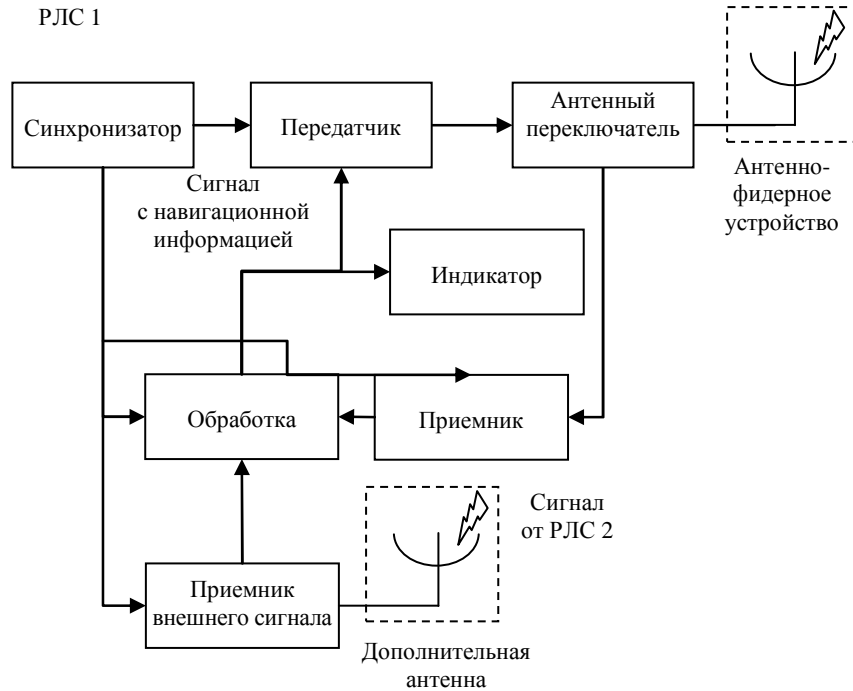 РЛС 1
Синхронизатор
Передатчик
Антенный
переключатель
Антенно-
фидерное
устройство
Сигнал
с навигационной
информацией
Индикатор
Обработка
Приемник
Сигнал
от РЛС 2
Приемник
внешнего сигнала
Дополнительная
антенна